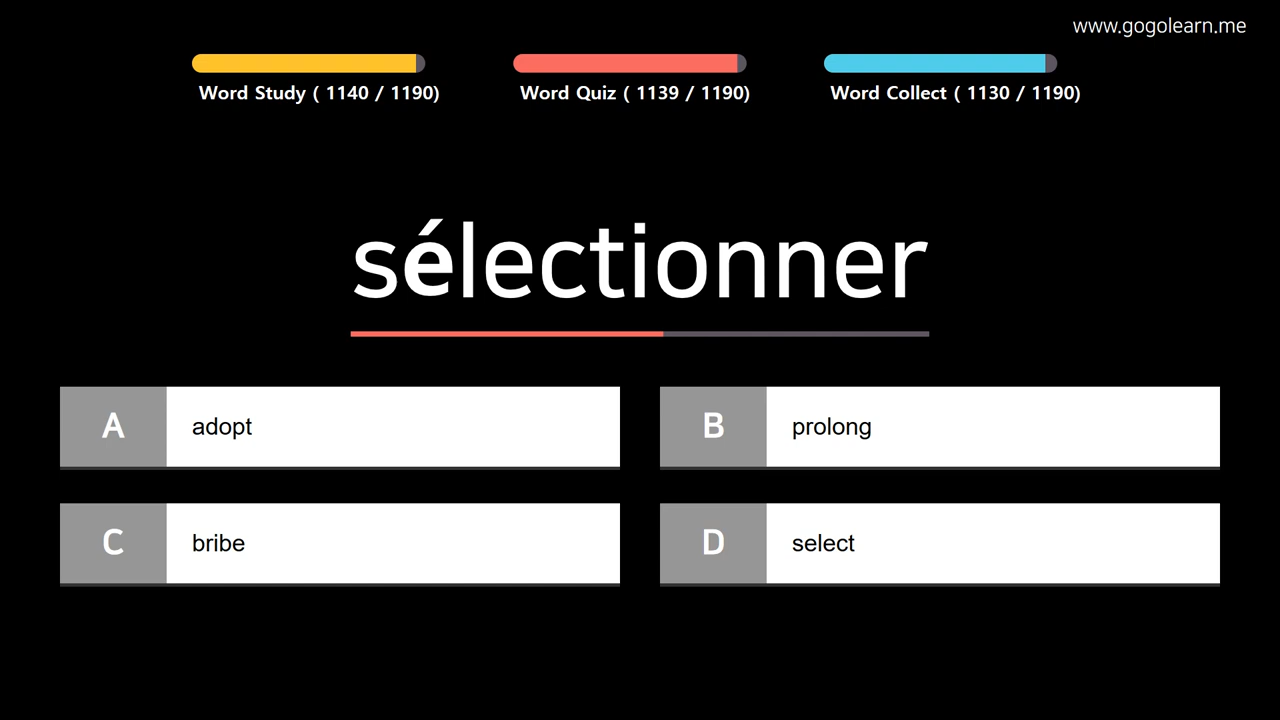 www.gogolearn.me
Word Study ( 1140 / 1190)
Word Quiz ( 1139 / 1190)
Word Collect ( 1130 / 1190)
sélectionner
A adopt
B prolong
C bribe
D select